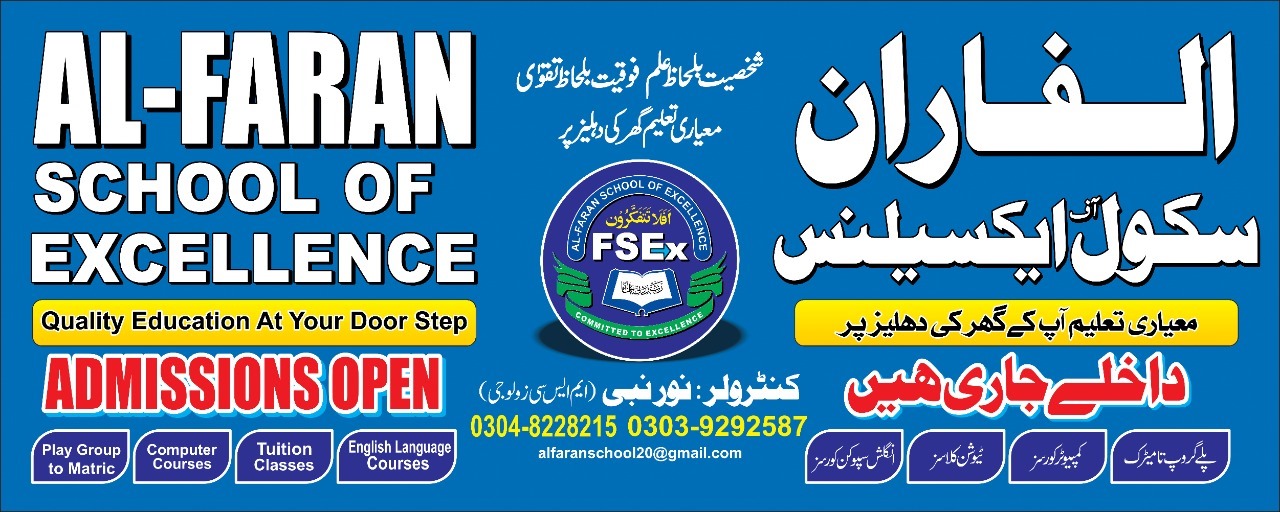 AL-FARAN
SCHOOL OF
EXCELLENCE
Quality Education At Your Door Step
ADMISSIONS OPEN
Play Group
to Matric
Computer
Courses
Tuition
Classes
English Language
Courses
شخصیت بلحاظ علم فوقیت بلحاظ تقوٰی
معیاری تعلیم گھر کی دہلیز پر
AL-FARAN SCHOOL OF EXCELLENCE
اَفَلَا تَتَفَكَّرُوْن
FSEx
COMMITTED TO EXCELLENCE
کنٹرولر: نور نبی (ایم ایس سی زولوجی)
0304-8228215 0303-9292587
alfaranschool20@gmail.com
الفاران
سکول آف ایکسیلنس
معیاری تعلیم آپ کے گھر کی دھلیز پر
داخلے جاری ھیں
پلے گروپ تا میٹرک
کمپیوٹر کورسز
ٹیوشن کلاسز
انگلش سپوکن کورسز